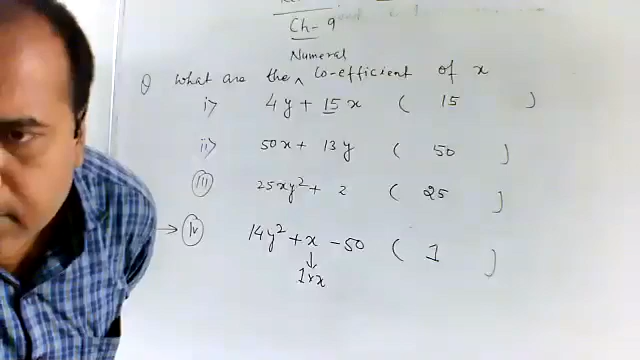 Ch-9
Numeral
Q What are the ^ co-efficient of x
i> 4y + 15x ( 15 )
ii> 50x + 13y ( 50 )
iii 25xy² + 2 ( 25 )
→ iv 14y² + x - 50 ( 1 )
↓
1×x